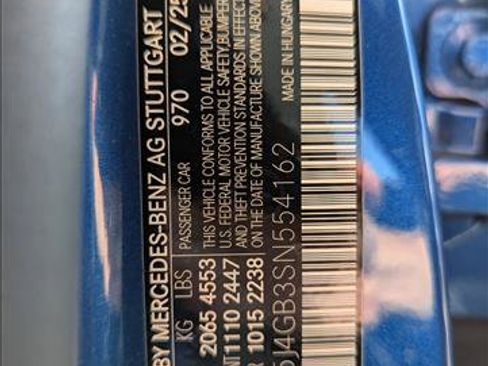 BY MERCEDES-BENZ AG STUTTGART
PASSENGER CAR 970 02/25
KG LBS
THIS VEHICLE CONFORMS TO ALL APPLICABLE
2065 4553
U.S. FEDERAL MOTOR VEHICLE SAFETY, BUMPER
NT 1110 2447
AND THEFT PREVENTION STANDARDS IN EFFECT
R 1015 2238
ON THE DATE OF MANUFACTURE SHOWN ABOVE
MADE IN HUNGARY
5J4GB3SN554162